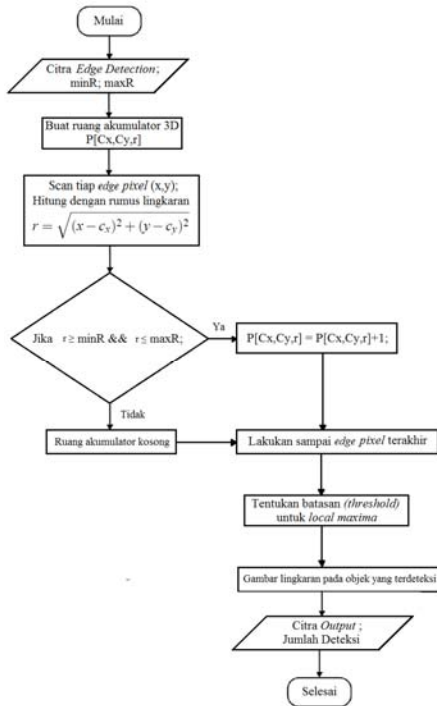 Mulai
Citra Edge Detection;
minR; maxR
Buat ruang akumulator 3D
P[Cx,Cy,r]
Scan tiap edge pixel (x,y);
Hitung dengan rumus lingkaran
r = √(x − cₓ)² + (y − c_y)²
Jika r ≥ minR && r ≤ maxR;
Ya
P[Cx,Cy,r] = P[Cx,Cy,r]+1;
Tidak
Ruang akumulator kosong
Lakukan sampai edge pixel terakhir
Tentukan batasan (threshold)
untuk local maxima
Gambar lingkaran pada objek yang terdeteksi
Citra Output ;
Jumlah Deteksi
Selesai